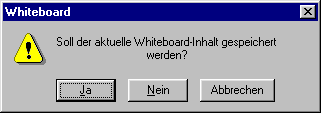 Whiteboard
Soll der aktuelle Whiteboard-Inhalt gespeichert
werden?
Ja Nein Abbrechen